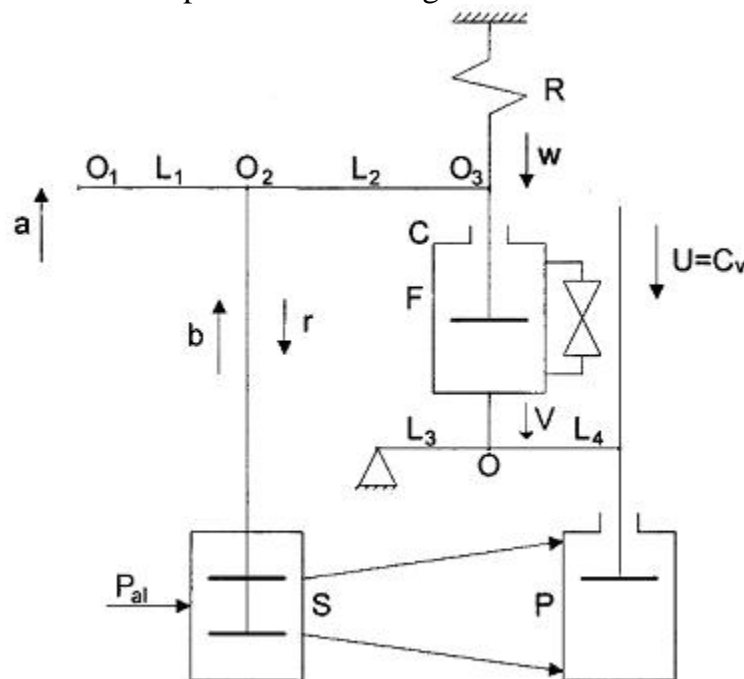 R
O₁ L₁ O₂ L₂ O₃ w
a
C
U=Cᵥ
F
b r
V
L₃ L₄
O
Pₐₗ S P